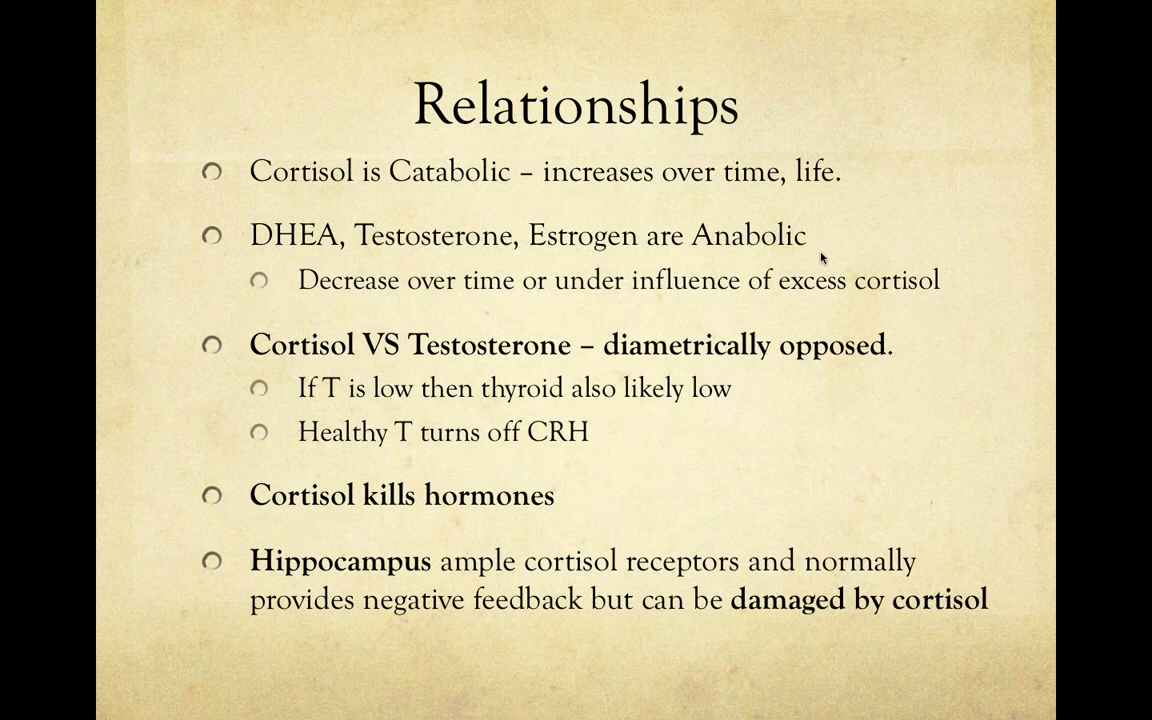 Relationships
Cortisol is Catabolic – increases over time, life.
DHEA, Testosterone, Estrogen are Anabolic
Decrease over time or under influence of excess cortisol
Cortisol VS Testosterone – diametrically opposed.
If T is low then thyroid also likely low
Healthy T turns off CRH
Cortisol kills hormones
Hippocampus ample cortisol receptors and normally
provides negative feedback but can be damaged by cortisol